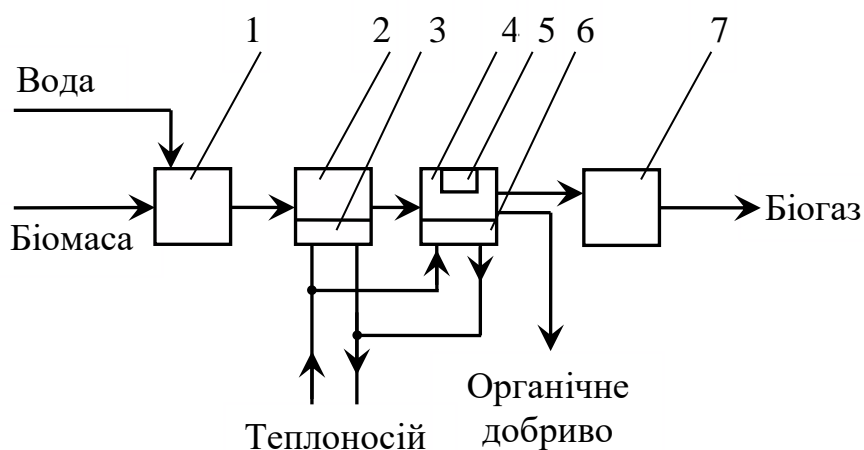 1 2 3 4 5 6 7
Вода
Біомаса
Біогаз
Теплоносій
Органічне
добриво